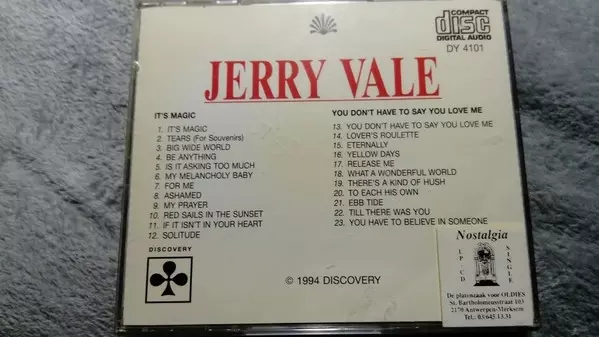 COMPACT
disc
DIGITAL AUDIO
DY 4101
JERRY VALE
IT'S MAGIC
1. IT'S MAGIC
2. TEARS (For Souvenirs)
3. BIG WIDE WORLD
4. BE ANYTHING
5. IS IT ASKING TOO MUCH
6. MY MELANCHOLY BABY
7. FOR ME
8. ASHAMED
9. MY PRAYER
10. RED SAILS IN THE SUNSET
11. IF IT ISN'T IN YOUR HEART
12. SOLITUDE
YOU DON'T HAVE TO SAY YOU LOVE ME
13. YOU DON'T HAVE TO SAY YOU LOVE ME
14. LOVER'S ROULETTE
15. ETERNALLY
16. YELLOW DAYS
17. RELEASE ME
18. WHAT A WONDERFUL WORLD
19. THERE'S A KIND OF HUSH
20. TO EACH HIS OWN
21. EBB TIDE
22. TILL THERE WAS YOU
23. YOU HAVE TO BELIEVE IN SOMEONE
DISCOVERY
© 1994 DISCOVERY
Nostalgia
LP - CD
SINGLE
De platenzaak voor OLDIES
St. Bartholomeusstraat 103
2170 Antwerpen-Merksem
Tel.: 03/645.13.31